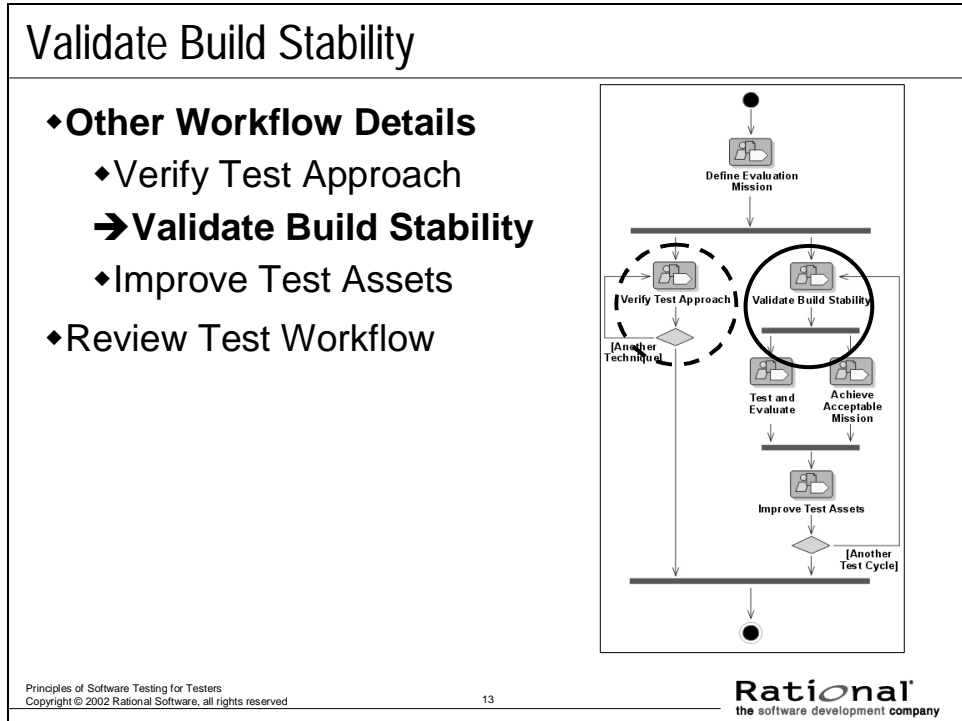 Validate Build Stability
◆Other Workflow Details
◆Verify Test Approach
➔Validate Build Stability
◆Improve Test Assets
◆Review Test Workflow
Define Evaluation
Mission
Verify Test Approach
Validate Build Stability
[Another
Technique]
Test and
Evaluate
Achieve
Acceptable
Mission
Improve Test Assets
[Another
Test Cycle]
Principles of Software Testing for Testers
Copyright © 2002 Rational Software, all rights reserved
13
Rational
the software development company